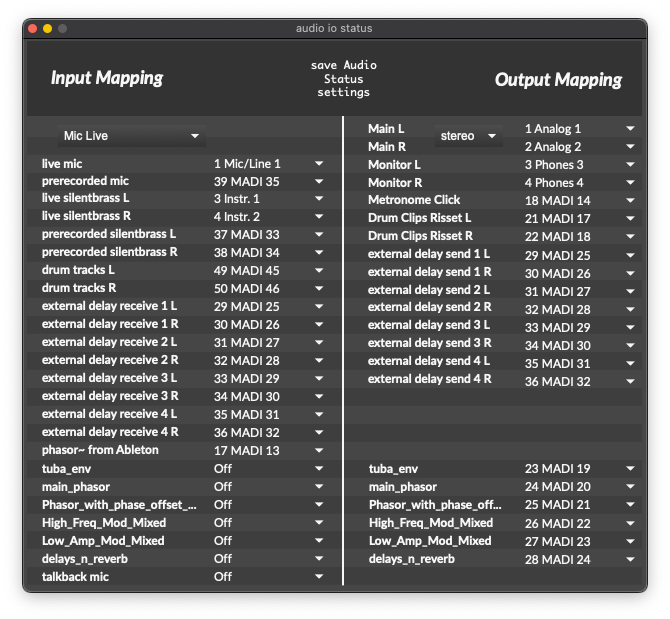 audio io status
Input Mapping
save Audio
Status
settings
Output Mapping
Mic Live
live mic 1 Mic/Line 1
prerecorded mic 39 MADI 35
live silentbrass L 3 Instr. 1
live silentbrass R 4 Instr. 2
prerecorded silentbrass L 37 MADI 33
prerecorded silentbrass R 38 MADI 34
drum tracks L 49 MADI 45
drum tracks R 50 MADI 46
external delay receive 1 L 29 MADI 25
external delay receive 1 R 30 MADI 26
external delay receive 2 L 31 MADI 27
external delay receive 2 R 32 MADI 28
external delay receive 3 L 33 MADI 29
external delay receive 3 R 34 MADI 30
external delay receive 4 L 35 MADI 31
external delay receive 4 R 36 MADI 32
phasor~ from Ableton 17 MADI 13
tuba_env Off
main_phasor Off
Phasor_with_phase_offset_... Off
High_Freq_Mod_Mixed Off
Low_Amp_Mod_Mixed Off
delays_n_reverb Off
talkback mic Off
Main L stereo 1 Analog 1
Main R 2 Analog 2
Monitor L 3 Phones 3
Monitor R 4 Phones 4
Metronome Click 18 MADI 14
Drum Clips Risset L 21 MADI 17
Drum Clips Risset R 22 MADI 18
external delay send 1 L 29 MADI 25
external delay send 1 R 30 MADI 26
external delay send 2 L 31 MADI 27
external delay send 2 R 32 MADI 28
external delay send 3 L 33 MADI 29
external delay send 3 R 34 MADI 30
external delay send 4 L 35 MADI 31
external delay send 4 R 36 MADI 32
tuba_env 23 MADI 19
main_phasor 24 MADI 20
Phasor_with_phase_off... 25 MADI 21
High_Freq_Mod_Mixed 26 MADI 22
Low_Amp_Mod_Mixed 27 MADI 23
delays_n_reverb 28 MADI 24